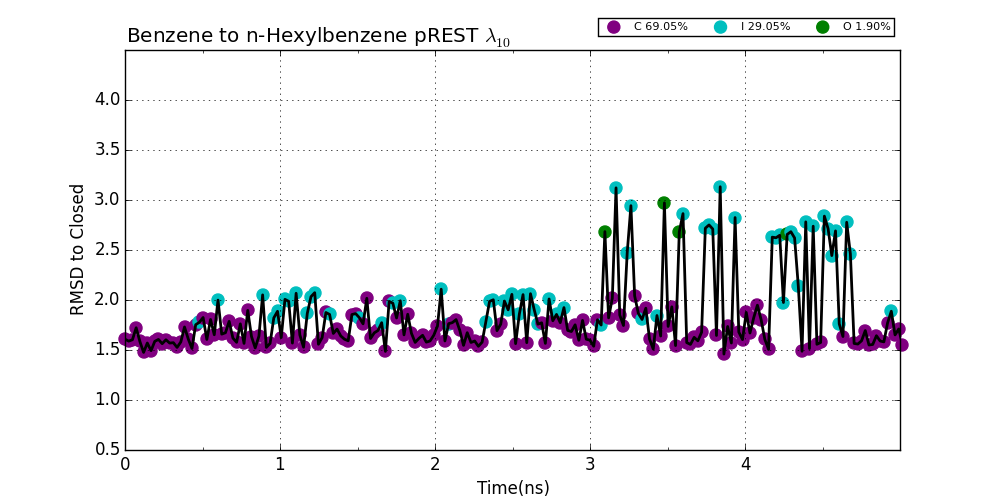 C 69.05% I 29.05% O 1.90%
Benzene to n-Hexylbenzene pREST λ10
4.0
3.5
3.0
2.5
2.0
1.5
1.0
0.5
RMSD to Closed
0 1 2 3 4
Time(ns)